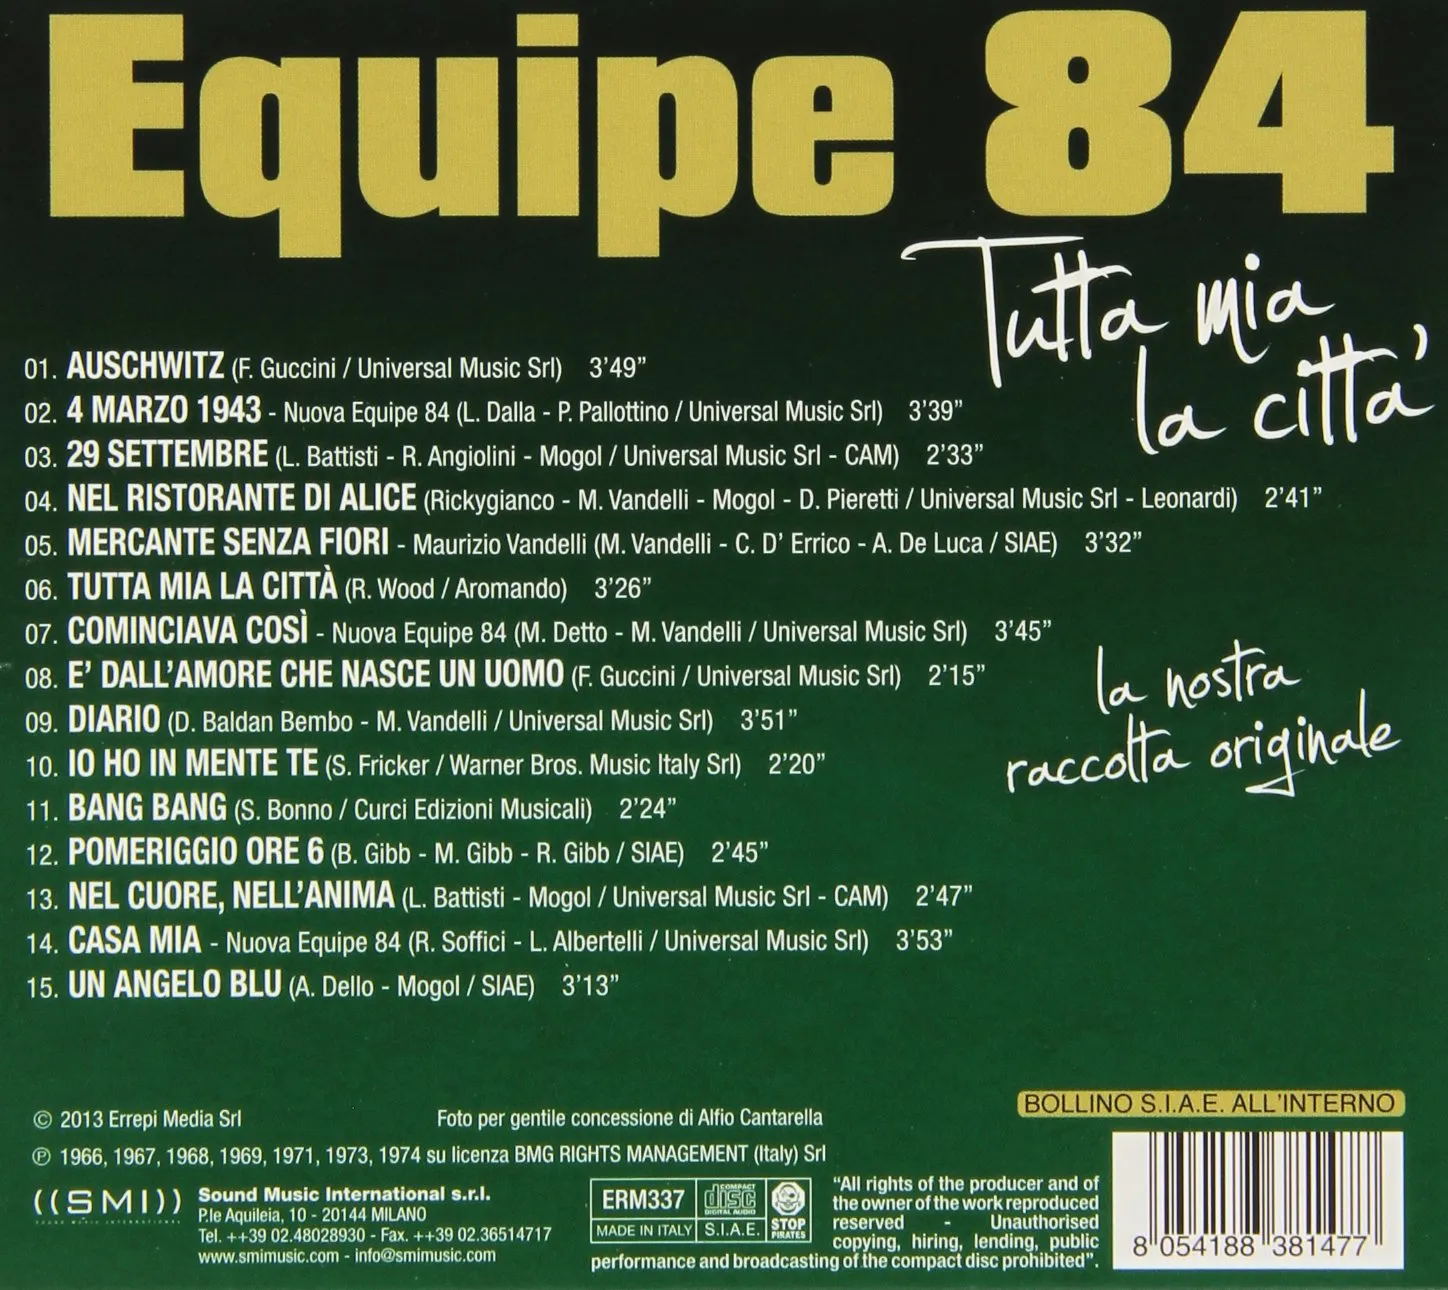 Equipe 84
Tutta mia
la citta'
01. AUSCHWITZ (F. Guccini / Universal Music Srl) 3'49”
02. 4 MARZO 1943 - Nuova Equipe 84 (L. Dalla - P. Pallottino / Universal Music Srl) 3'39”
03. 29 SETTEMBRE (L. Battisti - R. Angiolini - Mogol / Universal Music Srl - CAM) 2'33”
04. NEL RISTORANTE DI ALICE (Rickygianco - M. Vandelli - Mogol - D. Pieretti / Universal Music Srl - Leonardi) 2'41”
05. MERCANTE SENZA FIORI - Maurizio Vandelli (M. Vandelli - C. D' Errico - A. De Luca / SIAE) 3'32”
06. TUTTA MIA LA CITTÀ (R. Wood / Aromando) 3'26”
07. COMINCIAVA COSÌ - Nuova Equipe 84 (M. Detto - M. Vandelli / Universal Music Srl) 3'45”
08. E' DALL'AMORE CHE NASCE UN UOMO (F. Guccini / Universal Music Srl) 2'15”
09. DIARIO (D. Baldan Bembo - M. Vandelli / Universal Music Srl) 3'51”
10. IO HO IN MENTE TE (S. Fricker / Warner Bros. Music Italy Srl) 2'20”
11. BANG BANG (S. Bonno / Curci Edizioni Musicali) 2'24”
12. POMERIGGIO ORE 6 (B. Gibb - M. Gibb - R. Gibb / SIAE) 2'45”
13. NEL CUORE, NELL'ANIMA (L. Battisti - Mogol / Universal Music Srl - CAM) 2'47”
14. CASA MIA - Nuova Equipe 84 (R. Soffici - L. Albertelli / Universal Music Srl) 3'53”
15. UN ANGELO BLU (A. Dello - Mogol / SIAE) 3'13”
la nostra
raccolta originale
© 2013 Errepi Media Srl
Foto per gentile concessione di Alfio Cantarella
℗ 1966, 1967, 1968, 1969, 1971, 1973, 1974 su licenza BMG RIGHTS MANAGEMENT (Italy) Srl
((SMI))
SOUND MUSIC INTERNATIONAL
Sound Music International s.r.l.
P.le Aquileia, 10 - 20144 MILANO
Tel. ++39 02.48028930 - Fax. ++39 02.36514717
www.smimusic.com - info@smimusic.com
ERM337
MADE IN ITALY
COMPACT
disc
DIGITAL AUDIO
S.I.A.E.
STOP
PIRATES
“All rights of the producer and of
the owner of the work reproduced
reserved - Unauthorised
copying, hiring, lending, public
performance and broadcasting of the compact disc prohibited”.
BOLLINO S.I.A.E. ALL'INTERNO
8 054188 381477